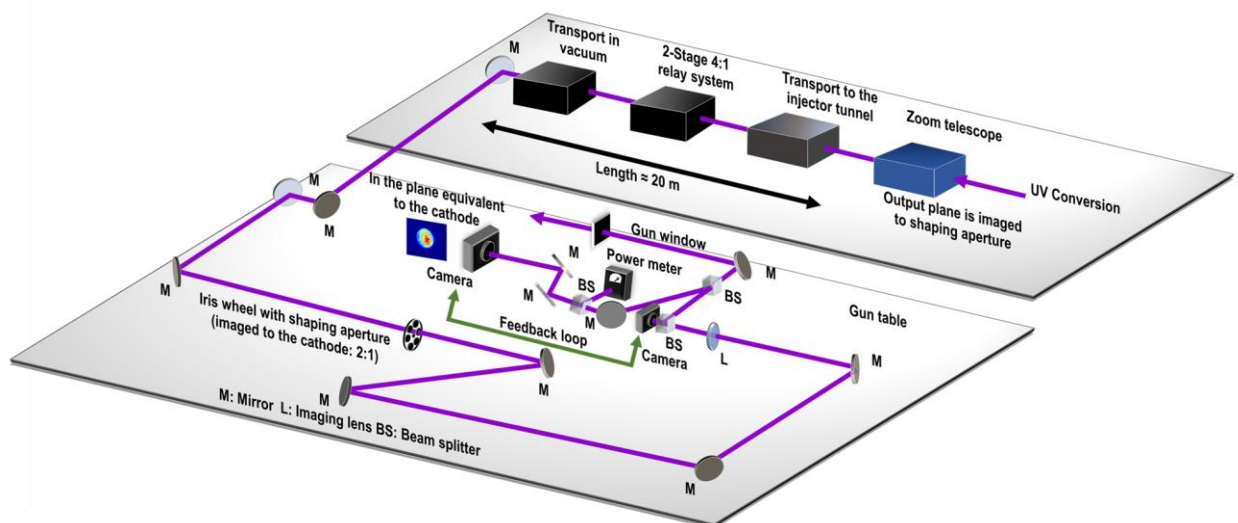 M
Transport in
vacuum
2-Stage 4:1
relay system
Transport to the
injector tunnel
Zoom telescope
Length ≈ 20 m
UV Conversion
Output plane is imaged
to shaping aperture
M
M
In the plane equivalent
to the cathode
Gun window
M
Power meter
M
Camera
BS
BS
M
M
M
Gun table
Iris wheel with shaping aperture
(imaged to the cathode: 2:1)
Feedback loop
Camera
BS
L
M
M
M
M: Mirror L: Imaging lens BS: Beam splitter
M